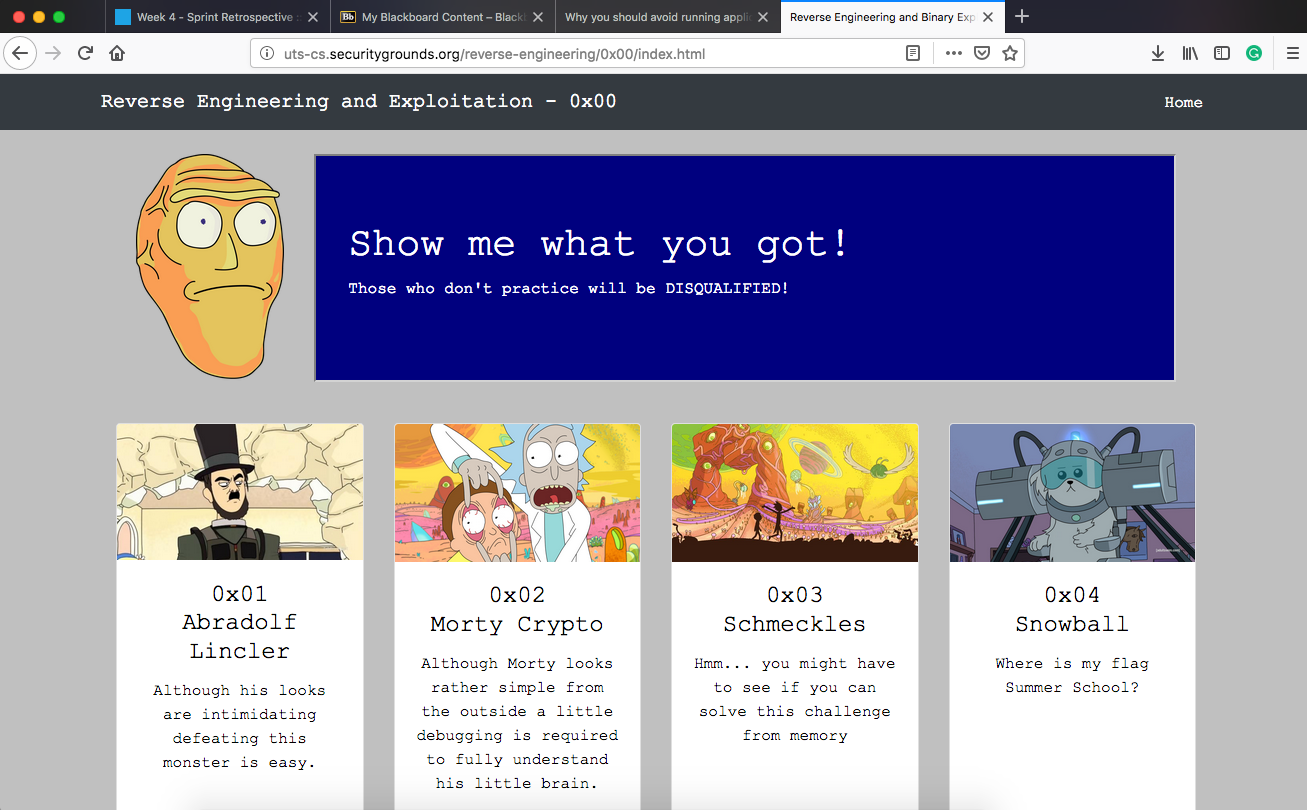 Week 4 - Sprint Retrospective
Bb My Blackboard Content – Black
Why you should avoid running appli
Reverse Engineering and Binary Exp
uts-cs.securitygrounds.org/reverse-engineering/0x00/index.html
Reverse Engineering and Exploitation - 0x00
Home
Show me what you got!
Those who don't practice will be DISQUALIFIED!
0x01
Abradolf
Lincler
Although his looks
are intimidating
defeating this
monster is easy.
0x02
Morty Crypto
Although Morty looks
rather simple from
the outside a little
debugging is required
to fully understand
his little brain.
0x03
Schmeckles
Hmm... you might have
to see if you can
solve this challenge
from memory
0x04
Snowball
Where is my flag
Summer School?